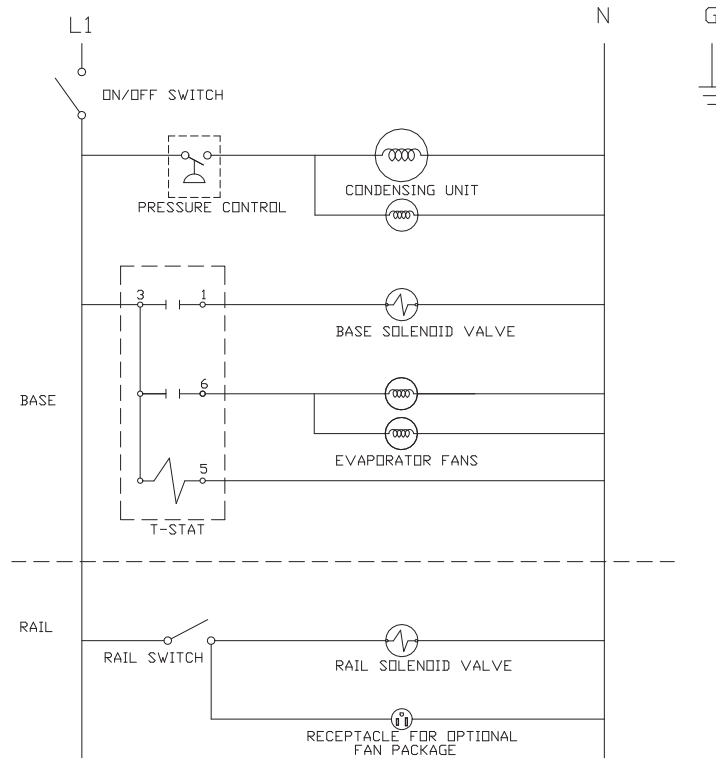 L1
N
G
ON/OFF SWITCH
PRESSURE CONTROL
CONDENSING UNIT
3
1
BASE SOLENOID VALVE
BASE
6
EVAPORATOR FANS
5
T-STAT
RAIL
RAIL SWITCH
RAIL SOLENOID VALVE
RECEPTACLE FOR OPTIONAL
FAN PACKAGE